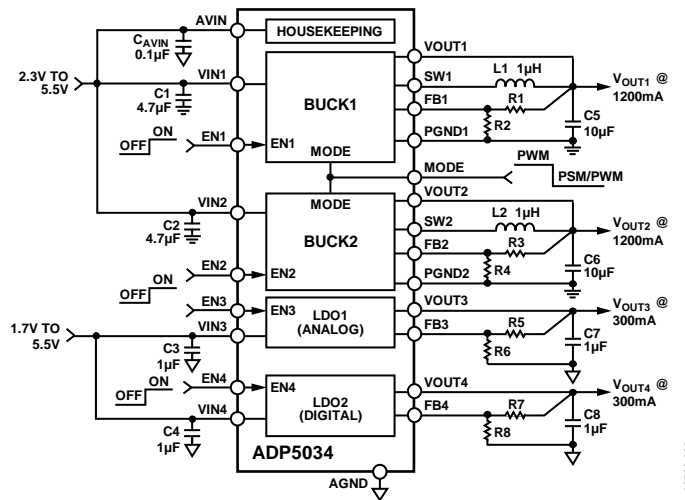 AVIN
HOUSEKEEPING
CAVIN
0.1µF
VOUT1
L1 1µH
2.3V TO
5.5V
VIN1
SW1
VOUT1 @
1200mA
C1
4.7µF
BUCK1
FB1
R1
R2
C5
10µF
ON
OFF
EN1
EN1
PGND1
MODE
MODE
PWM
PSM/PWM
MODE
VOUT2
VIN2
L2 1µH
C2
4.7µF
BUCK2
SW2
VOUT2 @
1200mA
FB2
R3
R4
C6
10µF
EN2
ON
OFF
EN2
PGND2
EN3
EN3
LDO1
(ANALOG)
VOUT3
VOUT3 @
300mA
1.7V TO
5.5V
VIN3
FB3
R5
R6
C7
1µF
C3
1µF
EN4
ON
OFF
EN4
LDO2
(DIGITAL)
VOUT4
VOUT4 @
300mA
VIN4
FB4
R7
R8
C8
1µF
C4
1µF
ADP5034
AGND